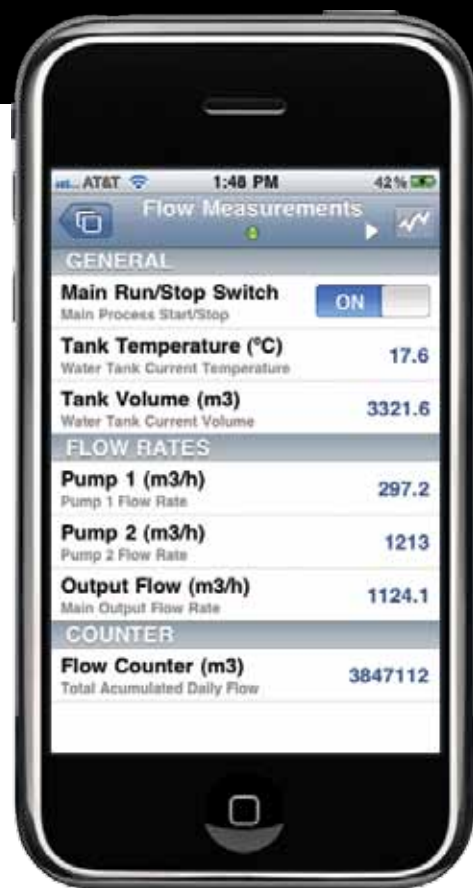 AT&T 1:48 PM 42%
Flow Measurements
GENERAL
Main Run/Stop Switch
ON
Main Process Start/Stop
Tank Temperature (ºC)
17.6
Water Tank Current Temperature
Tank Volume (m3)
3321.6
Water Tank Current Volume
FLOW RATES
Pump 1 (m3/h)
297.2
Pump 1 Flow Rate
Pump 2 (m3/h)
1213
Pump 2 Flow Rate
Output Flow (m3/h)
1124.1
Main Output Flow Rate
COUNTER
Flow Counter (m3)
3847112
Total Acumulated Daily Flow